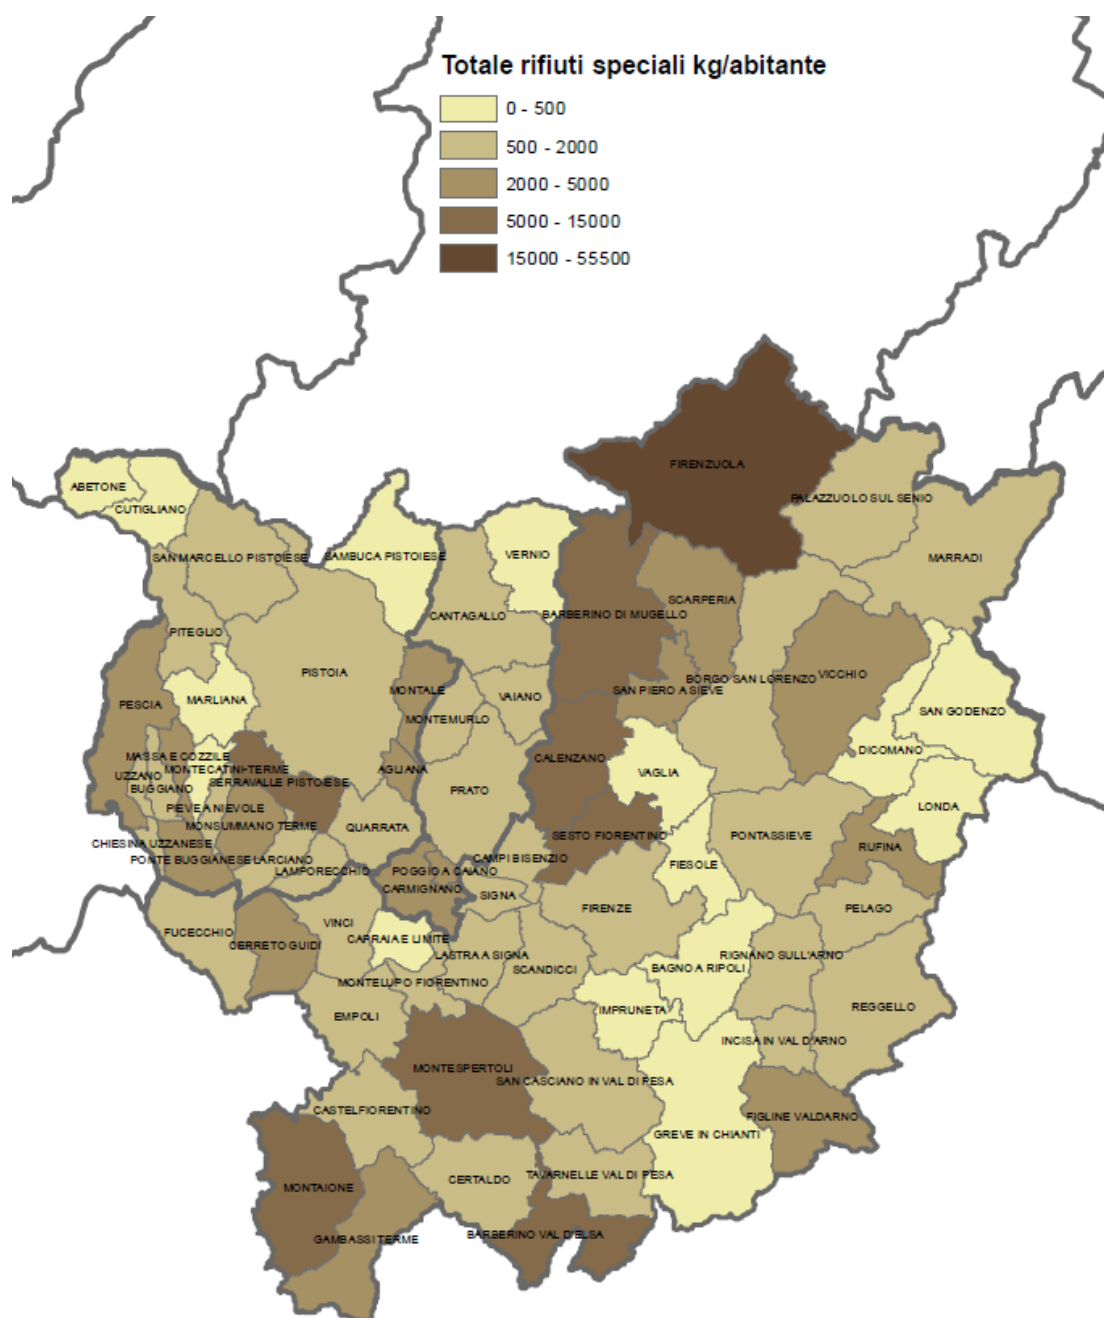 Totale rifiuti speciali kg/abitante
0 - 500
500 - 2000
2000 - 5000
5000 - 15000
15000 - 55500
FIRENZUOLA
ABETONE
PALAZZUOLO SUL SENIO
CUTIGLIANO
SAN MARCELLO PISTOIESE
SAMBUCA PISTOIESE
VERNIO
MARRADI
SCARPERIA
CANTAGALLO
BARBERINO DI MUGELLO
PITEGLIO
PISTOIA
VICCHIO
BORGO SAN LORENZO
MONTALE
SAN PIERO A SIEVE
VAIANO
MARLIANA
PESCIA
SAN GODENZO
MONTEMURLO
DICOMANO
MASSA E COZZILE
CALENZANO
MONTECATINI-TERME
AGLIANA
VAGLIA
UZZANO
SERRAVALLE PISTOIESE
BUGGIANO
PRATO
LONDA
PIEVE A NIEVOLE
MONSUMMANO TERME
QUARRATA
SESTO FIORENTINO
PONTASSIEVE
CHIESINA UZZANESE
RUFINA
PONTE BUGGIANESE
LARCIANO
CAMPI BISENZIO
FIESOLE
LAMPORECCHIO
POGGIO A CAIANO
CARMIGNANO
SIGNA
FIRENZE
PELAGO
VINCI
FUCECCHIO
CAPRAIA E LIMITE
CERRETO GUIDI
LASTRA A SIGNA
RIGNANO SULL'ARNO
SCANDICCI
BAGNO A RIPOLI
MONTELUPO FIORENTINO
REGGELLO
IMPRUNETA
EMPOLI
INCISA IN VAL D'ARNO
MONTESPERTOLI
SAN CASCIANO IN VAL DI PESA
CASTELFIORENTINO
FIGLINE VALDARNO
GREVE IN CHIANTI
TAVARNELLE VAL DI PESA
CERTALDO
MONTAIONE
BARBERINO VAL D'ELSA
GAMBASSI TERME